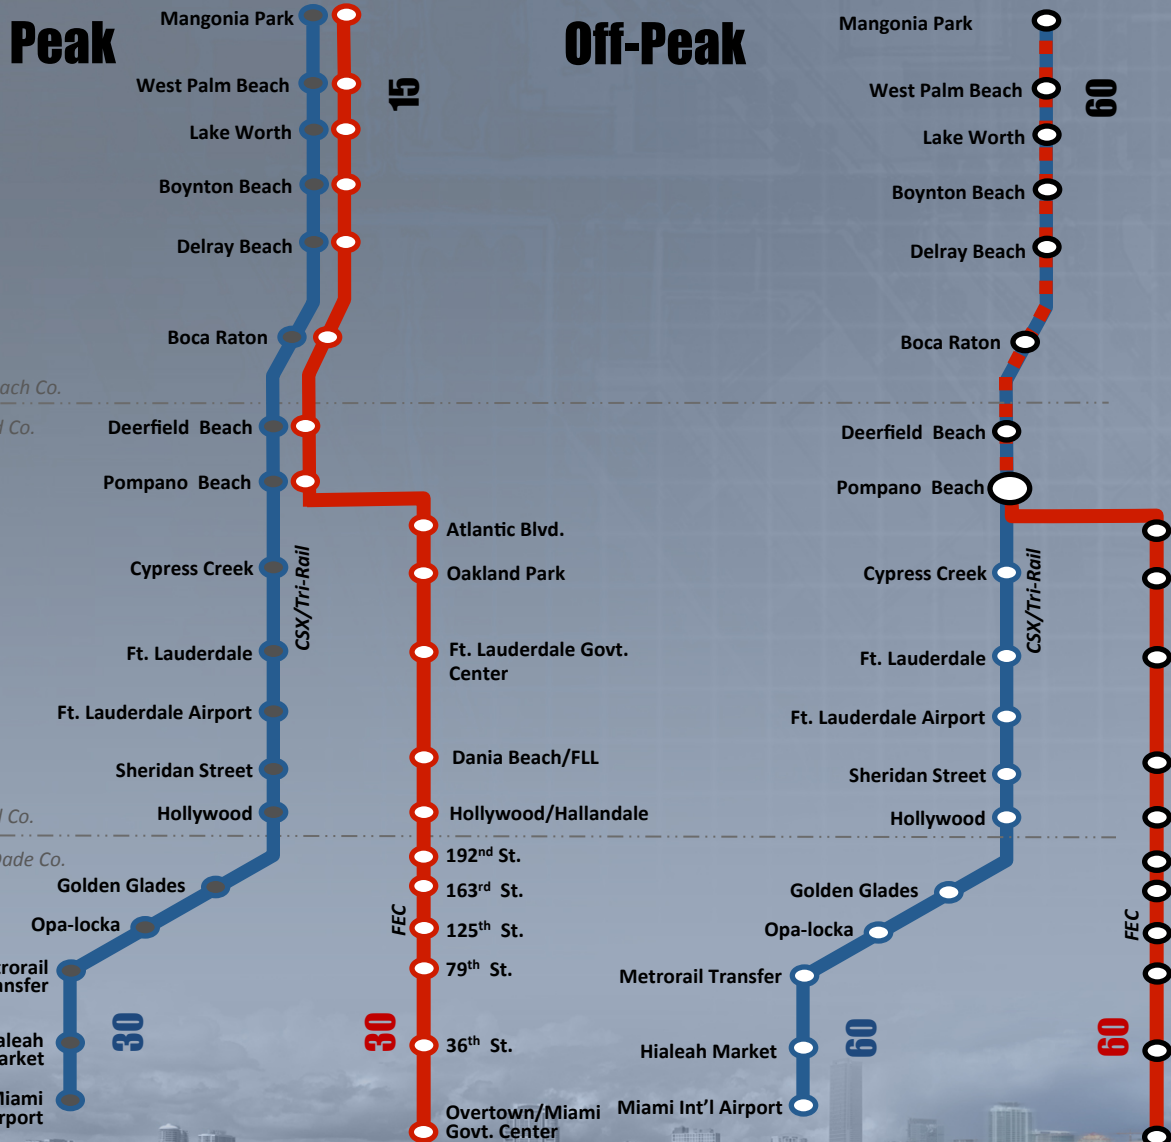 Peak
Mangonia Park
West Palm Beach
15
Lake Worth
Boynton Beach
Delray Beach
Boca Raton
ach Co.
d Co.
Deerfield Beach
Pompano Beach
Atlantic Blvd.
Cypress Creek
CSX/Tri-Rail
Oakland Park
Ft. Lauderdale
Ft. Lauderdale Govt.
Center
Ft. Lauderdale Airport
Dania Beach/FLL
Sheridan Street
Hollywood
Hollywood/Hallandale
d Co.
Dade Co.
192nd St.
Golden Glades
163rd St.
Opa-locka
FEC
125th St.
trorail
nsfer
79th St.
aleah
arket
30
30
36th St.
Miami
irport
Overtown/Miami
Govt. Center
Off-Peak
Mangonia Park
West Palm Beach
60
Lake Worth
Boynton Beach
Delray Beach
Boca Raton
Deerfield Beach
Pompano Beach
Cypress Creek
CSX/Tri-Rail
Ft. Lauderdale
Ft. Lauderdale Airport
Sheridan Street
Hollywood
Golden Glades
Opa-locka
FEC
Metrorail Transfer
Hialeah Market
60
60
Miami Int'l Airport